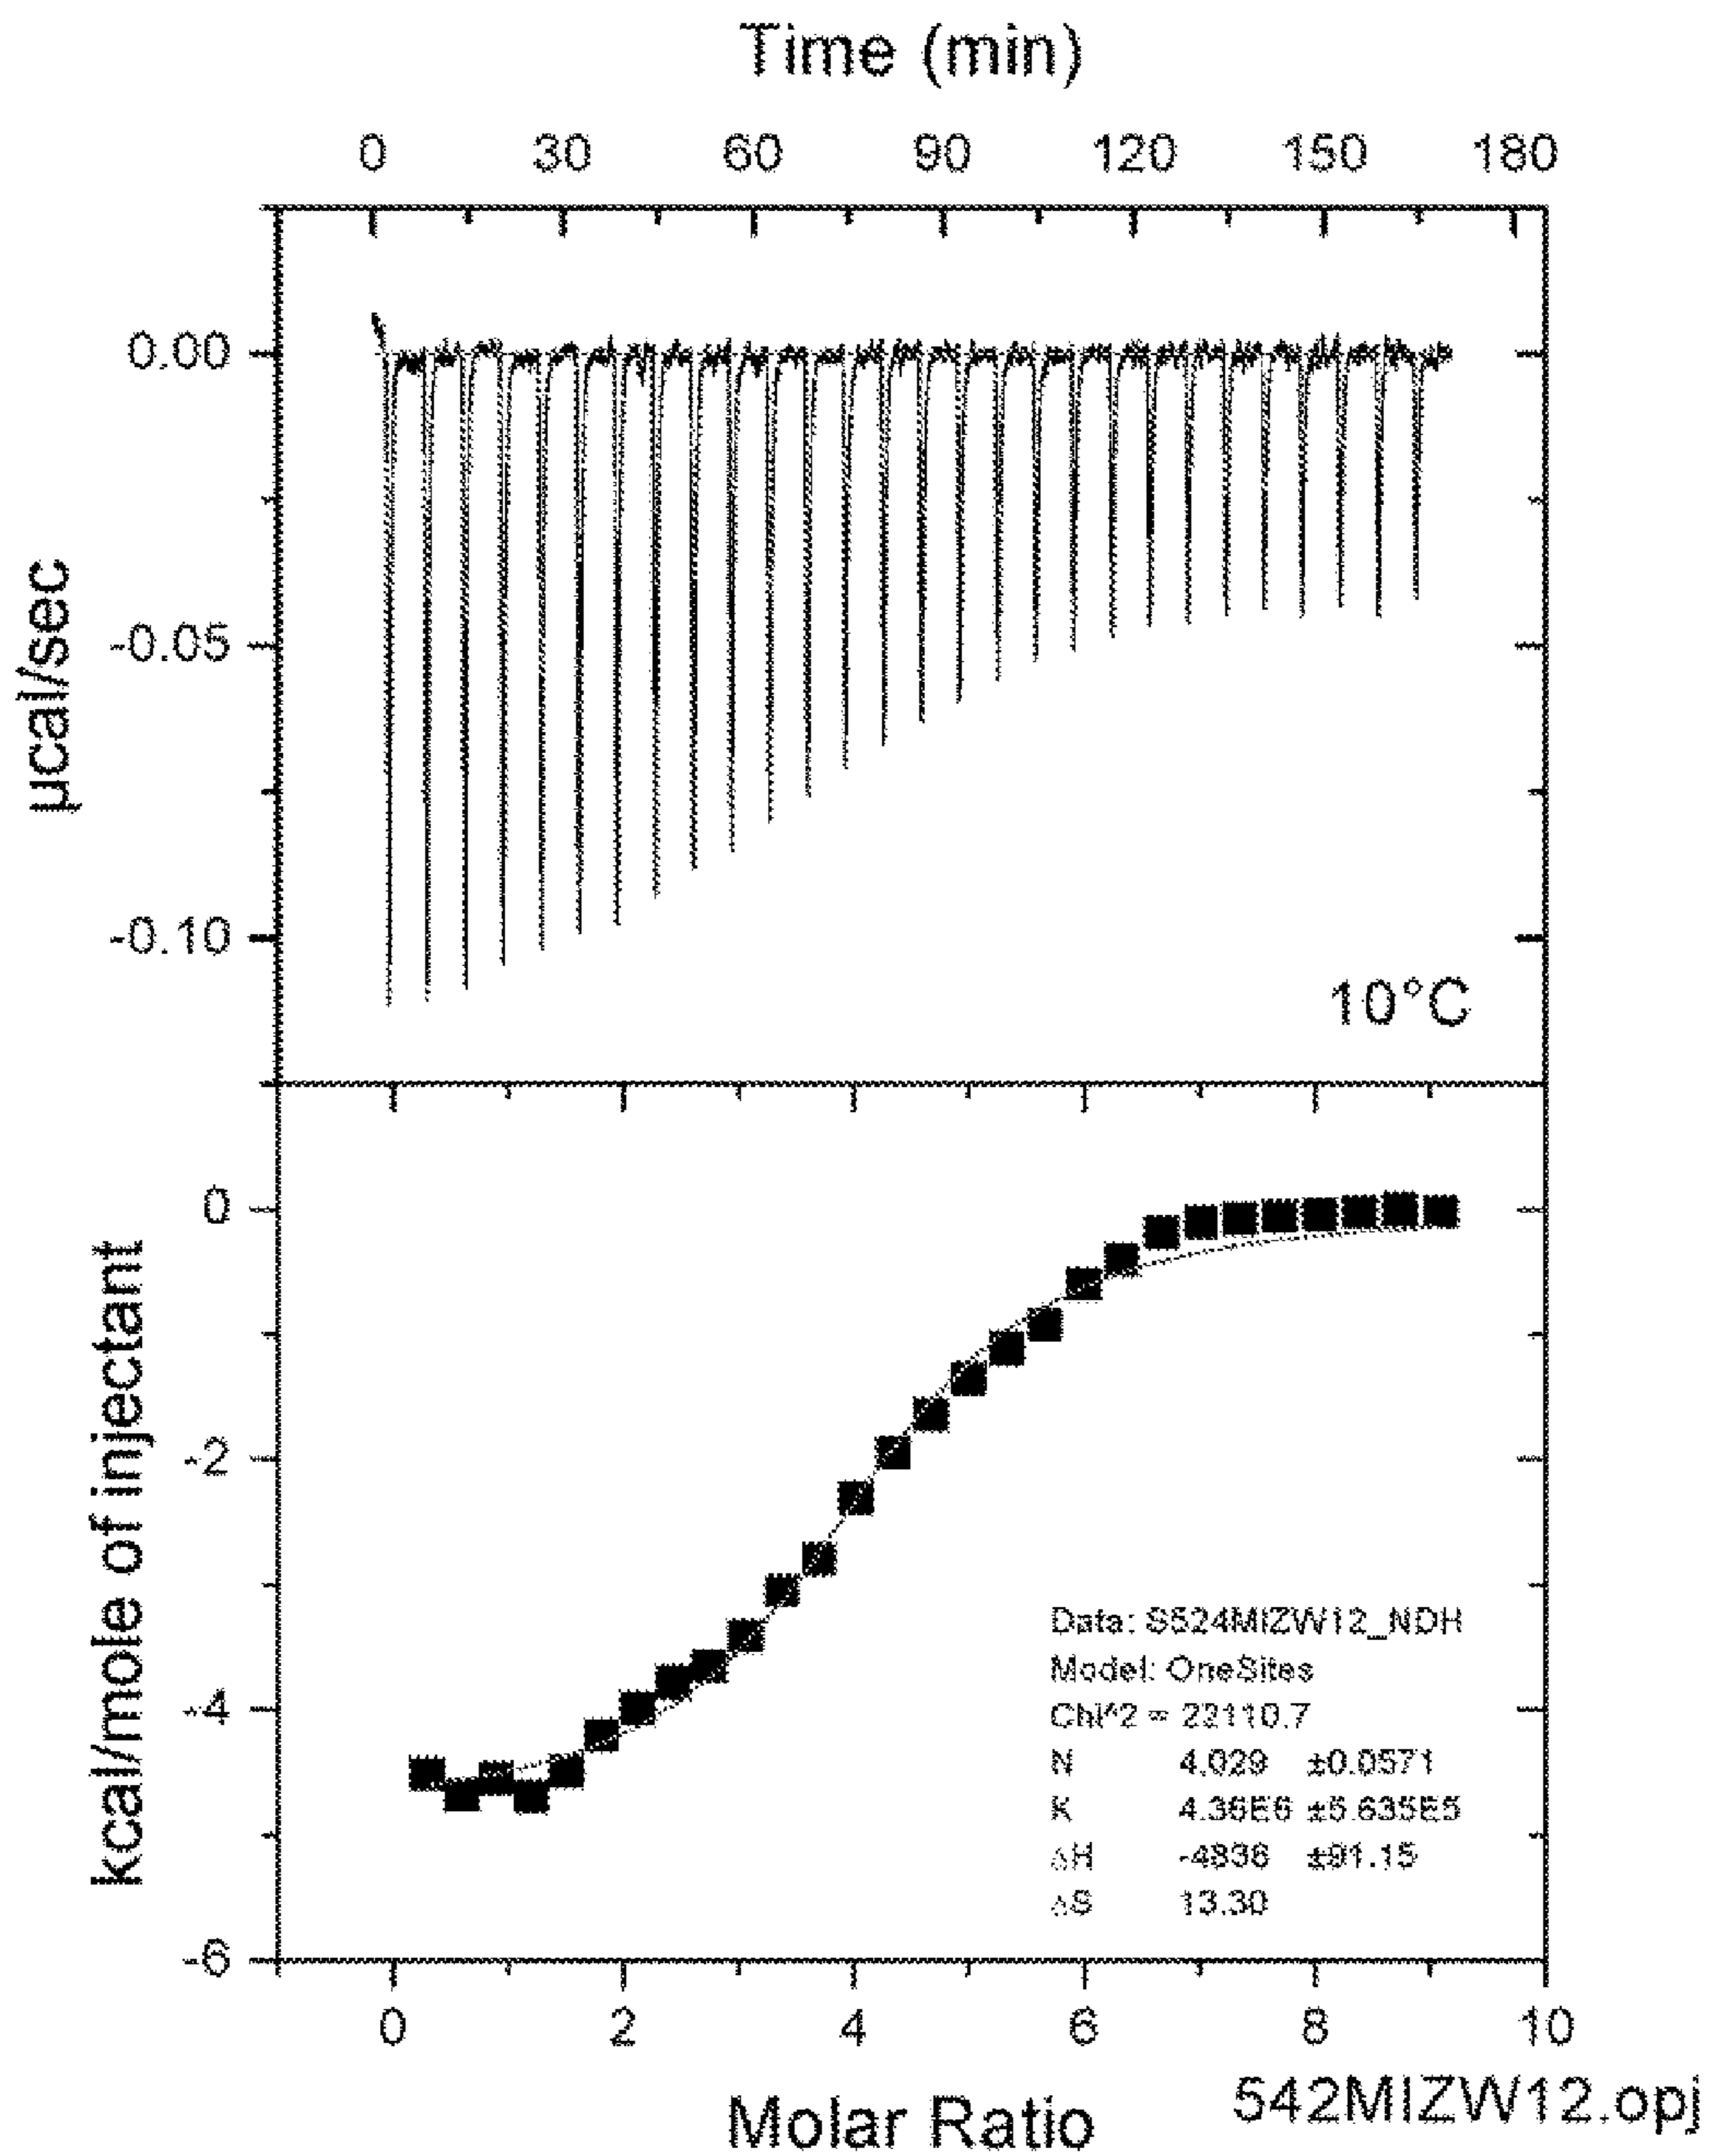 Time (min)
0 30 60 90 120 150 180
µcal/sec
0.00
-0.05
-0.10
10°C
kcal/mole of injectant
0
-2
-4
-6
Data: S524MIZW12_NDH
Model: OneSites
Chi^2 = 22110.7
N 4.029 ±0.0571
K 4.36E6
ΔH -4836 ±91.15
ΔS 13.30
0 2 4 6 8 10
Molar Ratio
542MIZW12.opj